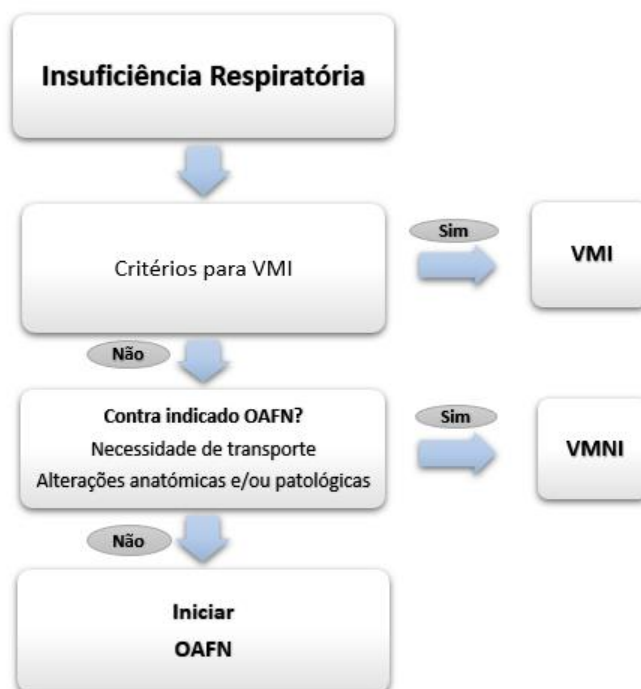 Insuficiência Respiratória
Critérios para VMI
Sim
VMI
Não
Contra indicado OAFN?
Necessidade de transporte
Alterações anatómicas e/ou patológicas
Sim
VMNI
Não
Iniciar
OAFN